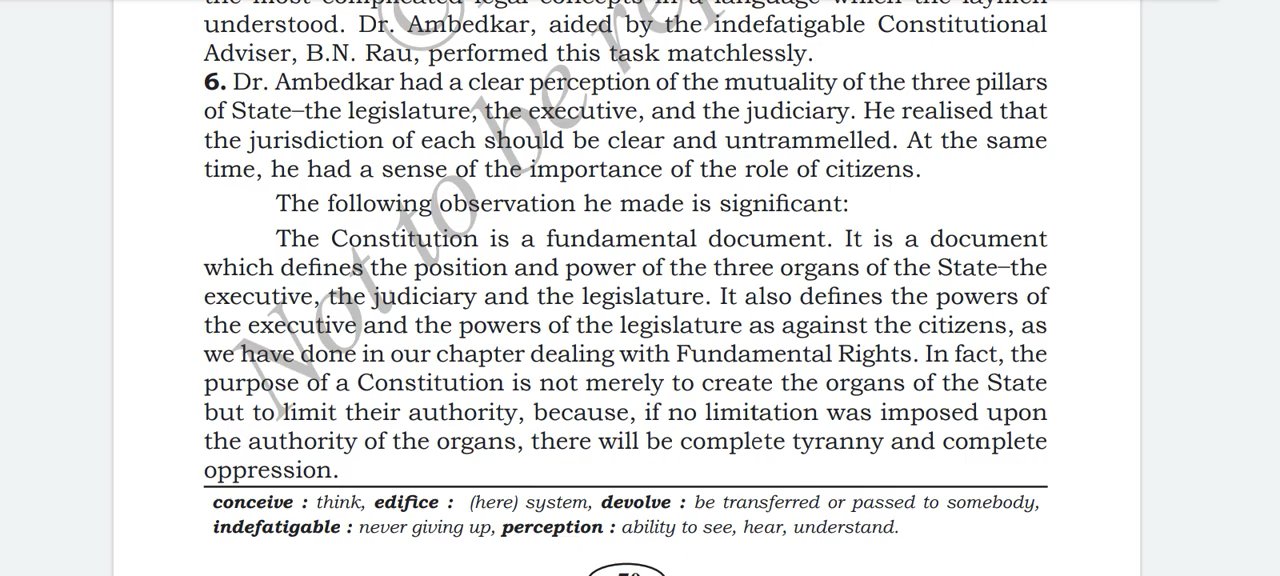 understood. Dr. Ambedkar, aided by the indefatigable Constitutional
Adviser, B.N. Rau, performed this task matchlessly.
6. Dr. Ambedkar had a clear perception of the mutuality of the three pillars
of State–the legislature, the executive, and the judiciary. He realised that
the jurisdiction of each should be clear and untrammelled. At the same
time, he had a sense of the importance of the role of citizens.
The following observation he made is significant:
The Constitution is a fundamental document. It is a document
which defines the position and power of the three organs of the State–the
executive, the judiciary and the legislature. It also defines the powers of
the executive and the powers of the legislature as against the citizens, as
we have done in our chapter dealing with Fundamental Rights. In fact, the
purpose of a Constitution is not merely to create the organs of the State
but to limit their authority, because, if no limitation was imposed upon
the authority of the organs, there will be complete tyranny and complete
oppression.
conceive : think, edifice : (here) system, devolve : be transferred or passed to somebody,
indefatigable : never giving up, perception : ability to see, hear, understand.
© Not to be